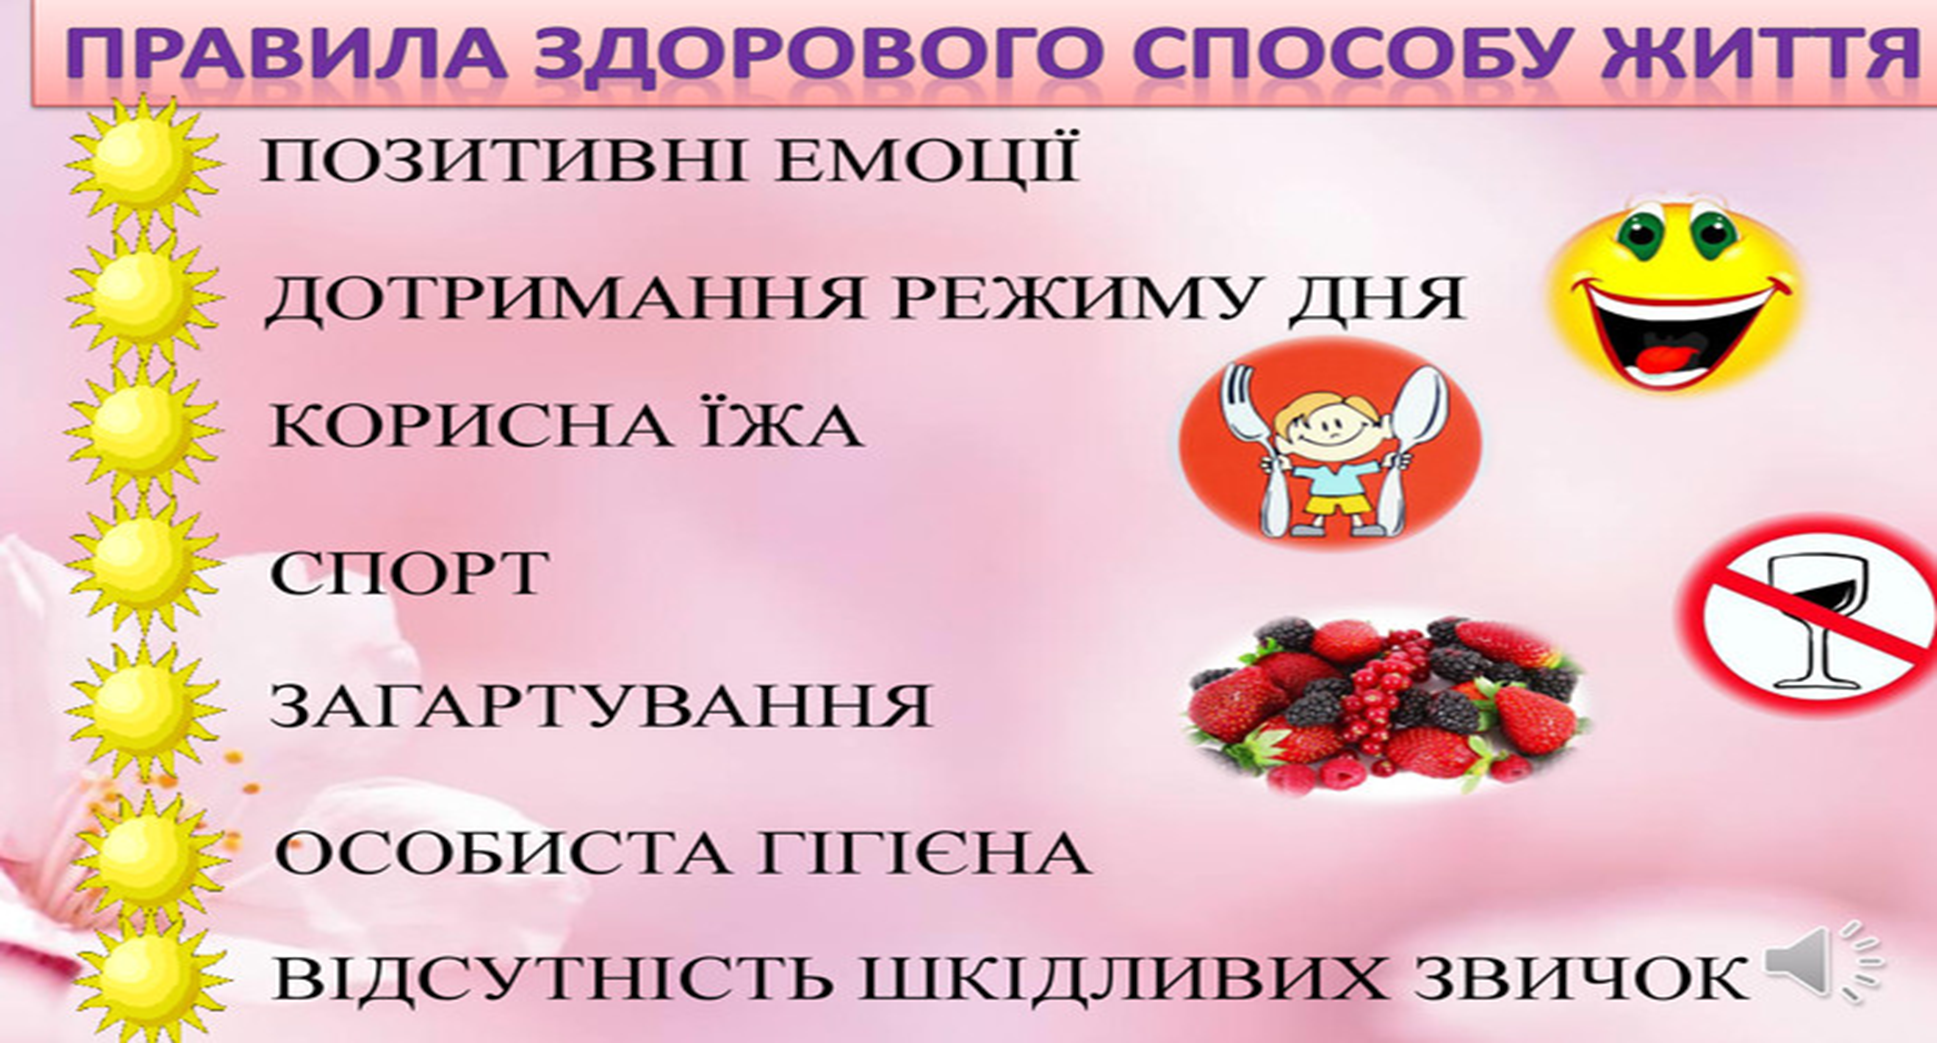 ПРАВИЛА ЗДОРОВОГО СПОСОБУ ЖИТТЯ
ПОЗИТИВНІ ЕМОЦІЇ
ДОТРИМАННЯ РЕЖИМУ ДНЯ
КОРИСНА ЇЖА
СПОРТ
ЗАГАРТУВАННЯ
ОСОБИСТА ГІГІЄНА
ВІДСУТНІСТЬ ШКІДЛИВИХ ЗВИЧОК